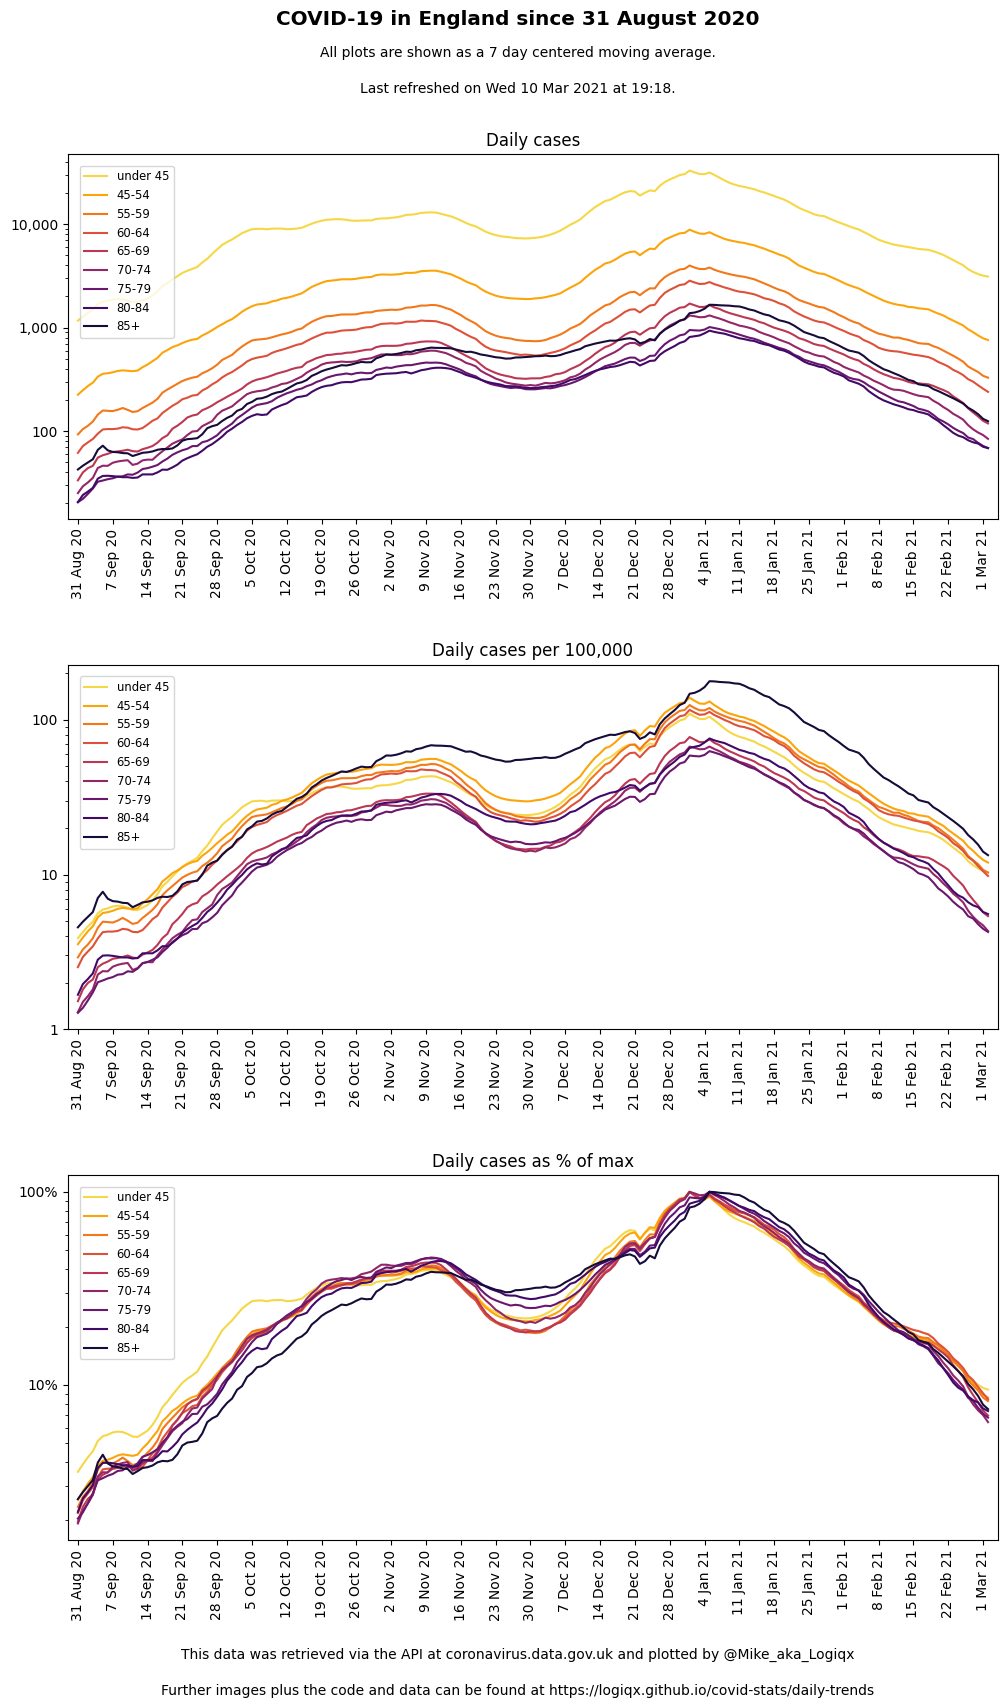 COVID-19 in England since 31 August 2020
All plots are shown as a 7 day centered moving average.
Last refreshed on Wed 10 Mar 2021 at 19:18.
Daily cases
under 45
45-54
55-59
60-64
65-69
70-74
75-79
80-84
85+
10,000
1,000
100
31 Aug 20
7 Sep 20
14 Sep 20
21 Sep 20
28 Sep 20
5 Oct 20
12 Oct 20
19 Oct 20
26 Oct 20
2 Nov 20
9 Nov 20
16 Nov 20
23 Nov 20
30 Nov 20
7 Dec 20
14 Dec 20
21 Dec 20
28 Dec 20
4 Jan 21
11 Jan 21
18 Jan 21
25 Jan 21
1 Feb 21
8 Feb 21
15 Feb 21
22 Feb 21
1 Mar 21
Daily cases per 100,000
under 45
45-54
55-59
60-64
65-69
70-74
75-79
80-84
85+
100
10
1
31 Aug 20
7 Sep 20
14 Sep 20
21 Sep 20
28 Sep 20
5 Oct 20
12 Oct 20
19 Oct 20
26 Oct 20
2 Nov 20
9 Nov 20
16 Nov 20
23 Nov 20
30 Nov 20
7 Dec 20
14 Dec 20
21 Dec 20
28 Dec 20
4 Jan 21
11 Jan 21
18 Jan 21
25 Jan 21
1 Feb 21
8 Feb 21
15 Feb 21
22 Feb 21
1 Mar 21
Daily cases as % of max
under 45
45-54
55-59
60-64
65-69
70-74
75-79
80-84
85+
100%
10%
31 Aug 20
7 Sep 20
14 Sep 20
21 Sep 20
28 Sep 20
5 Oct 20
12 Oct 20
19 Oct 20
26 Oct 20
2 Nov 20
9 Nov 20
16 Nov 20
23 Nov 20
30 Nov 20
7 Dec 20
14 Dec 20
21 Dec 20
28 Dec 20
4 Jan 21
11 Jan 21
18 Jan 21
25 Jan 21
1 Feb 21
8 Feb 21
15 Feb 21
22 Feb 21
1 Mar 21
This data was retrieved via the API at coronavirus.data.gov.uk and plotted by @Mike_aka_Logiqx
Further images plus the code and data can be found at https://logiqx.github.io/covid-stats/daily-trends